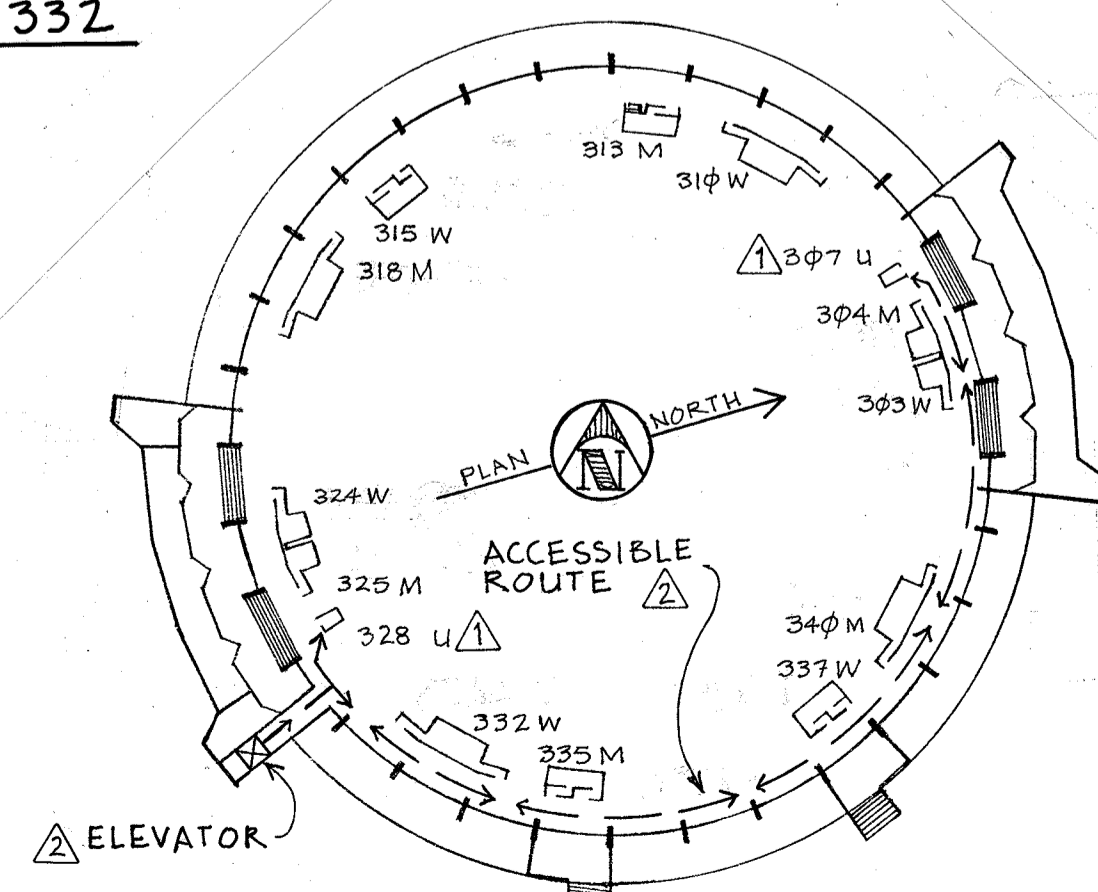 332
313 M
31φ W
315 W
318 M
1 3φ7 U
3φ4 M
3φ3 W
PLAN NORTH
N
324 W
ACCESSIBLE
ROUTE 2
325 M
328 U 1
34φ M
337 W
332 W
335 M
2 ELEVATOR